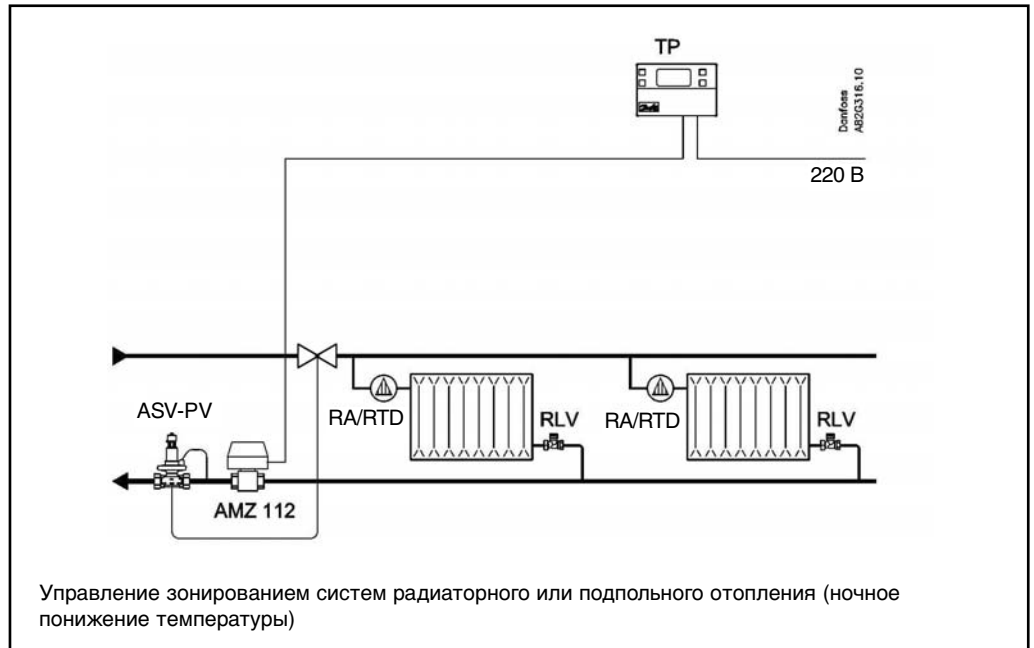 TP
Danfoss
AB2G316.10
220 В
ASV-PV
RA/RTD
RLV
RA/RTD
RLV
AMZ 112
Управление зонированием систем радиаторного или подпольного отопления (ночное
понижение температуры)